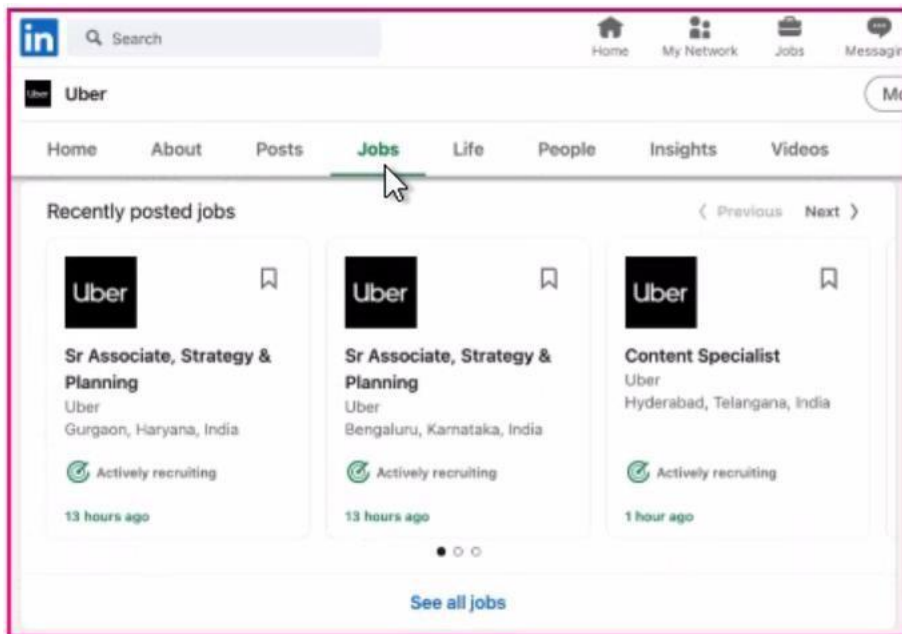 in Search Home My Network Jobs Messagin
Uber Uber Mo
Home About Posts Jobs Life People Insights Videos
Recently posted jobs Previous Next
Uber
Sr Associate, Strategy &
Planning
Uber
Gurgaon, Haryana, India
Actively recruiting
13 hours ago
Uber
Sr Associate, Strategy &
Planning
Uber
Bengaluru, Karnataka, India
Actively recruiting
13 hours ago
Uber
Content Specialist
Uber
Hyderabad, Telangana, India
Actively recruiting
1 hour ago
See all jobs